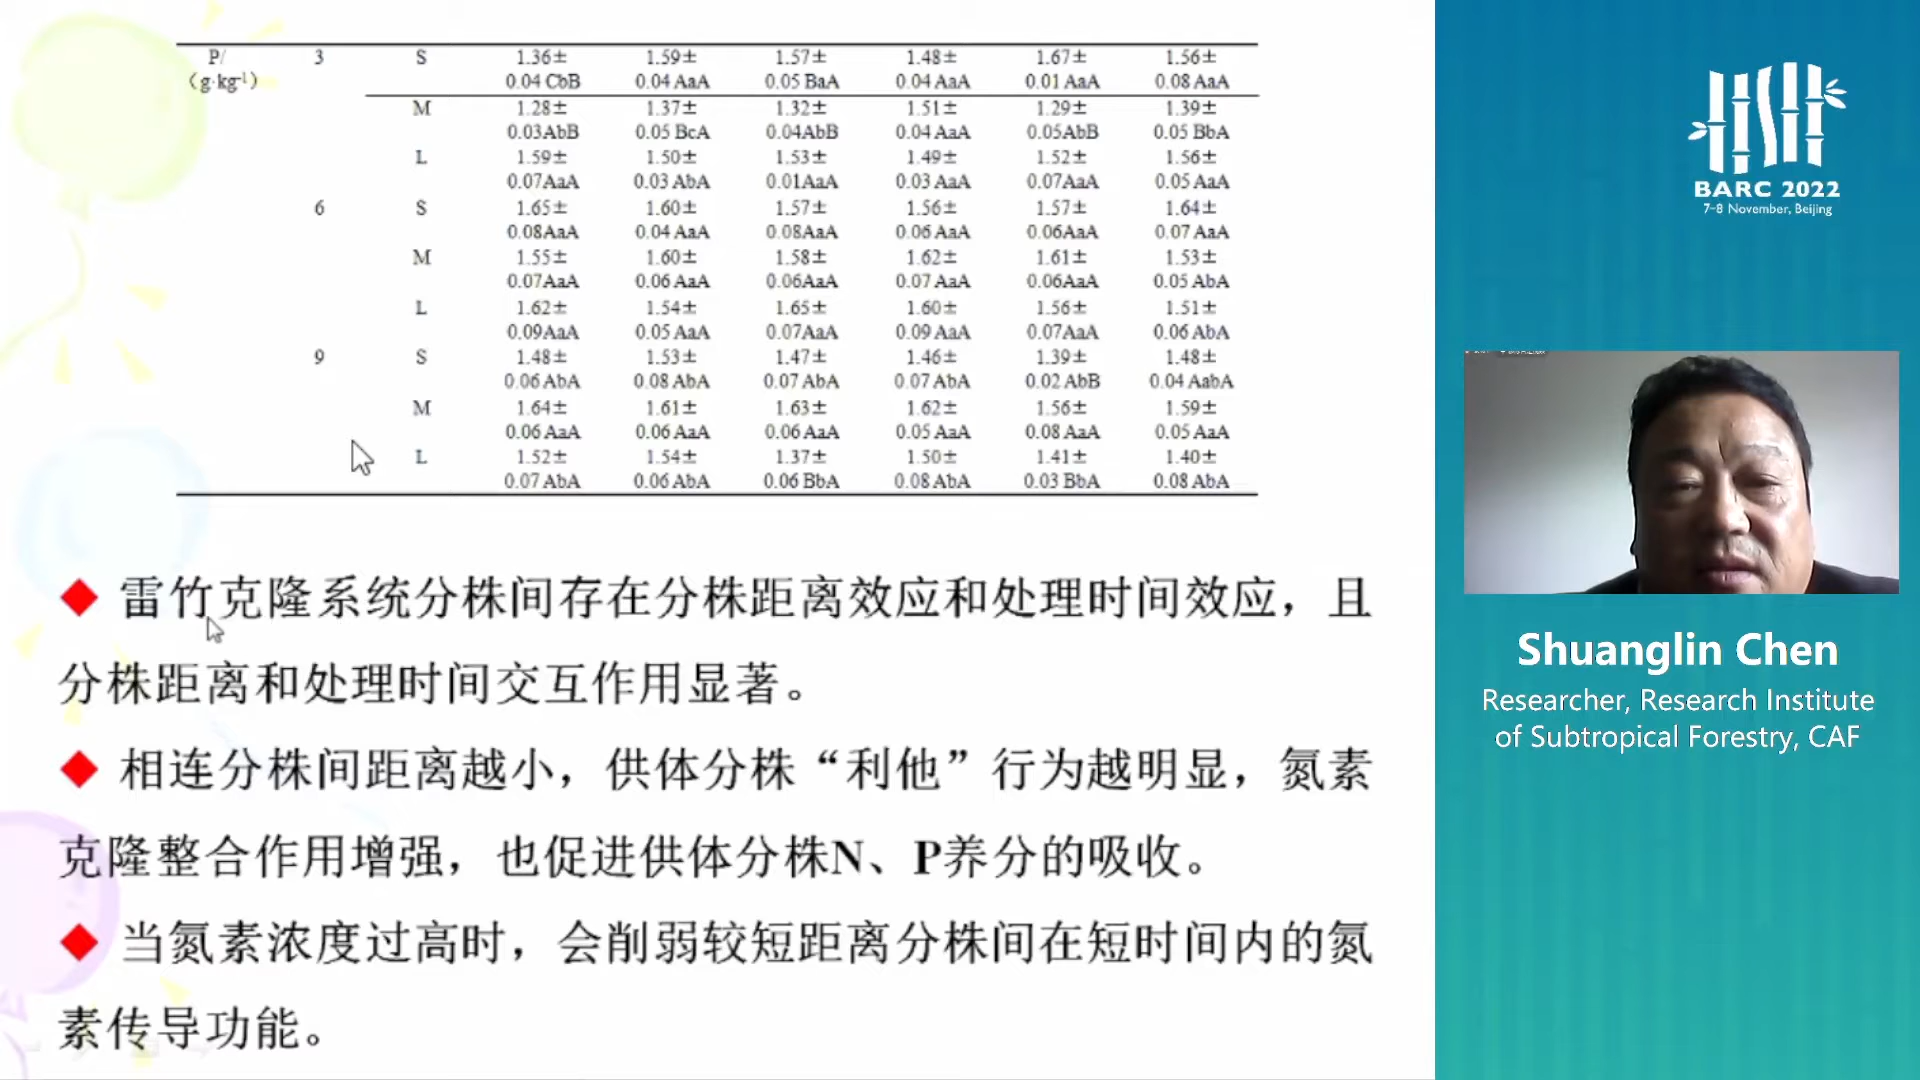 P/ 3 S 1.36± 1.59± 1.57± 1.48± 1.67± 1.56±
(g·kg-1) 0.04 CbB 0.04 AaA 0.05 BaA 0.04 AaA 0.01 AaA 0.08 AaA
M 1.28± 1.37± 1.32± 1.51± 1.29± 1.39±
0.03AbB 0.05 BcA 0.04AbB 0.04 AaA 0.05AbB 0.05 BbA
L 1.59± 1.50± 1.53± 1.49± 1.52± 1.56±
0.07AaA 0.03 AbA 0.01AaA 0.03 AaA 0.07AaA 0.05 AaA
6 S 1.65± 1.60± 1.57± 1.56± 1.57± 1.64±
0.08AaA 0.04 AaA 0.08AaA 0.06 AaA 0.06AaA 0.07 AaA
M 1.55± 1.60± 1.58± 1.62± 1.61± 1.53±
0.07AaA 0.06 AaA 0.06AaA 0.07 AaA 0.06AaA 0.05 AbA
L 1.62± 1.54± 1.65± 1.60± 1.56± 1.51±
0.09AaA 0.05 AaA 0.07AaA 0.09 AaA 0.07AaA 0.06 AbA
9 S 1.48± 1.53± 1.47± 1.46± 1.39± 1.48±
0.06 AbA 0.08 AbA 0.07 AbA 0.07 AbA 0.02 AbB 0.04 AabA
M 1.64± 1.61± 1.63± 1.62± 1.56± 1.59±
0.06 AaA 0.06 AaA 0.06 AaA 0.05 AaA 0.08 AaA 0.05 AaA
L 1.52± 1.54± 1.37± 1.50± 1.41± 1.40±
0.07 AbA 0.06 AbA 0.06 BbA 0.08 AbA 0.03 BbA 0.08 AbA
雷竹克隆系统分株间存在分株距离效应和处理时间效应，且
分株距离和处理时间交互作用显著。
相连分株间距离越小，供体分株“利他”行为越明显，氮素
克隆整合作用增强，也促进供体分株N、P养分的吸收。
当氮素浓度过高时，会削弱较短距离分株间在短时间内的氮
素传导功能。
BARC 2022
7-8 November, Beijing
Shuanglin Chen
Researcher, Research Institute
of Subtropical Forestry, CAF